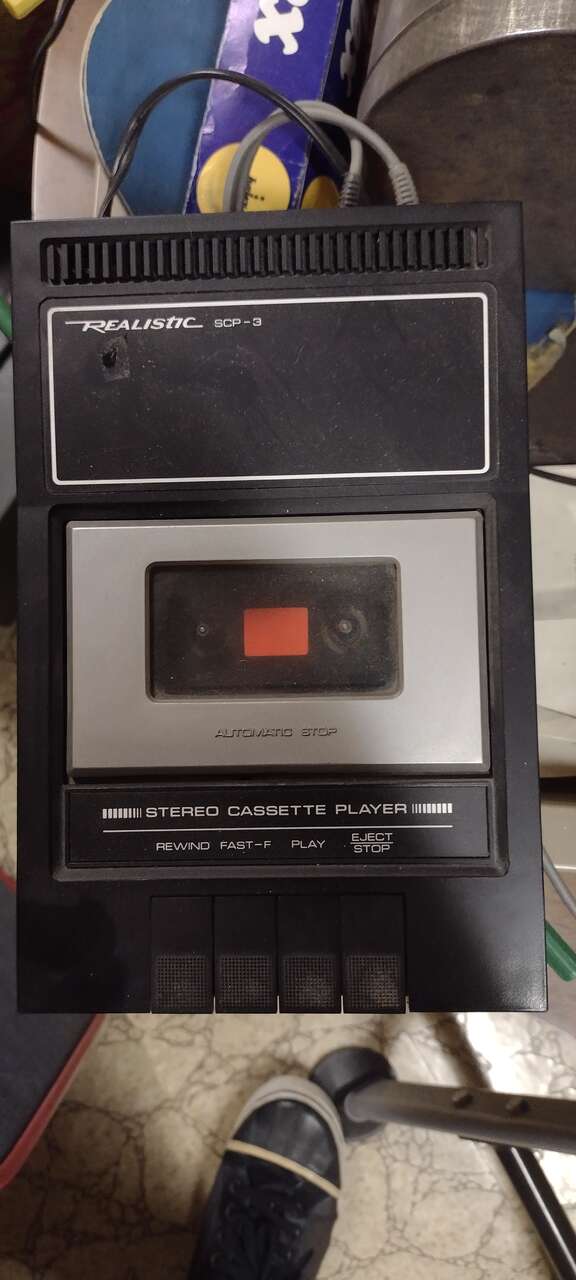 REALISTIC SCP-3
AUTOMATIC STOP
STEREO CASSETTE PLAYER
REWIND FAST-F PLAY EJECT
STOP